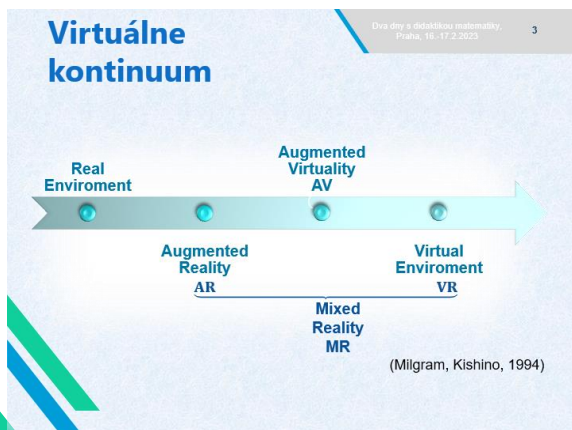 Virtuálne
kontinuum
Dva dny s didaktikou matematiky,
Praha, 16.-17.2.2023
3
Real
Enviroment
Augmented
Virtuality
AV
Augmented
Reality
AR
Virtual
Enviroment
VR
Mixed
Reality
MR
(Milgram, Kishino, 1994)